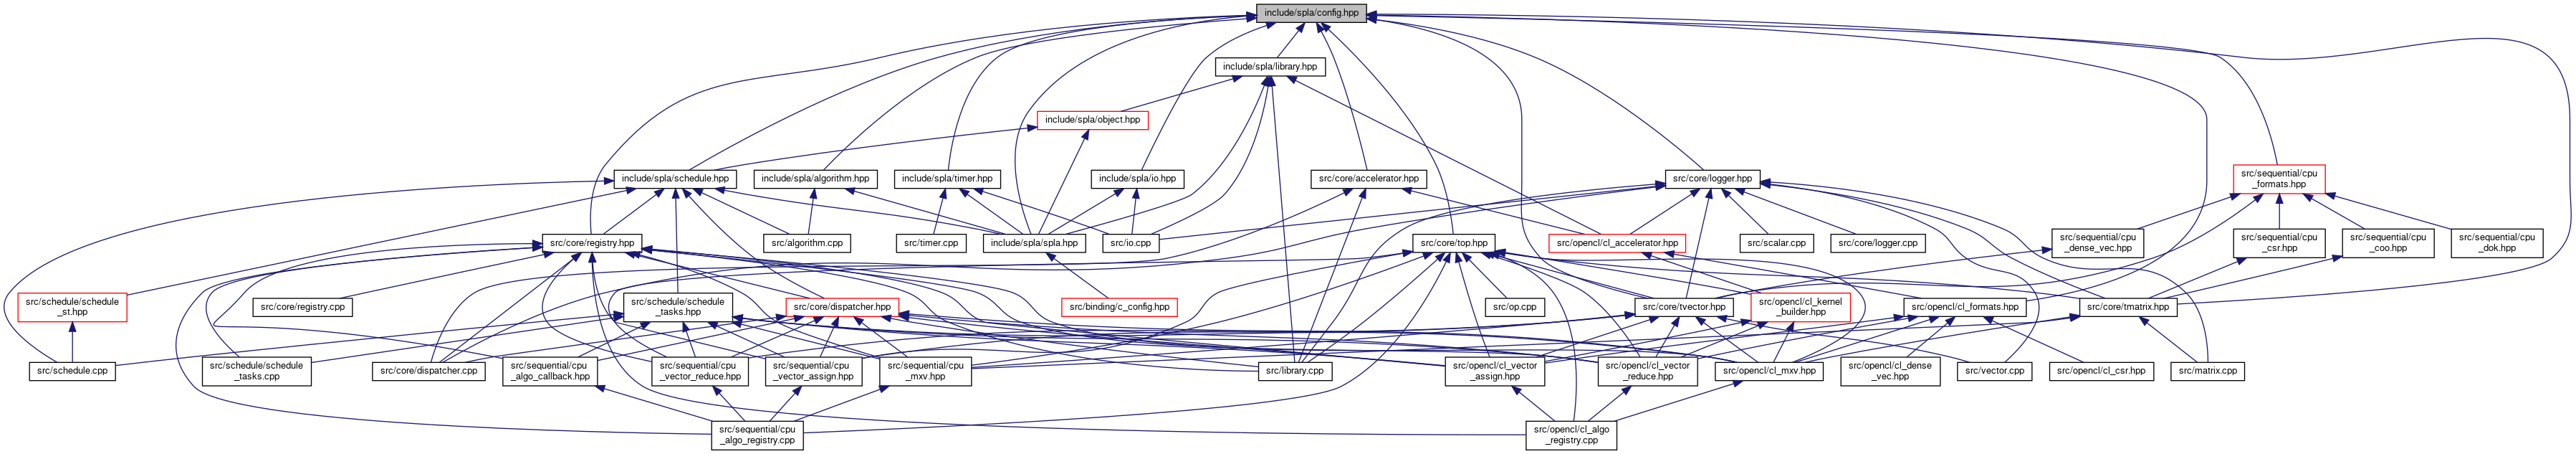 include/spla/config.hpp
include/spla/library.hpp
include/spla/object.hpp
include/spla/schedule.hpp
include/spla/algorithm.hpp
include/spla/timer.hpp
include/spla/io.hpp
src/core/accelerator.hpp
src/core/logger.hpp
src/sequential/cpu
_formats.hpp
src/core/registry.hpp
src/algorithm.cpp
src/timer.cpp
include/spla/spla.hpp
src/io.cpp
src/core/top.hpp
src/opencl/cl_accelerator.hpp
src/scalar.cpp
src/core/logger.cpp
src/sequential/cpu
_dense_vec.hpp
src/sequential/cpu
_csr.hpp
src/sequential/cpu
_coo.hpp
src/sequential/cpu
_dok.hpp
src/schedule/schedule
_st.hpp
src/core/registry.cpp
src/schedule/schedule
_tasks.hpp
src/core/dispatcher.hpp
src/binding/c_config.hpp
src/op.cpp
src/core/tvector.hpp
src/opencl/cl_kernel
_builder.hpp
src/opencl/cl_formats.hpp
src/core/tmatrix.hpp
src/schedule.cpp
src/schedule/schedule
_tasks.cpp
src/core/dispatcher.cpp
src/sequential/cpu
_algo_callback.hpp
src/sequential/cpu
_vector_reduce.hpp
src/sequential/cpu
_vector_assign.hpp
src/sequential/cpu
_mxv.hpp
src/library.cpp
src/opencl/cl_vector
_assign.hpp
src/opencl/cl_vector
_reduce.hpp
src/opencl/cl_mxv.hpp
src/opencl/cl_dense
_vec.hpp
src/vector.cpp
src/opencl/cl_csr.hpp
src/matrix.cpp
src/sequential/cpu
_algo_registry.cpp
src/opencl/cl_algo
_registry.cpp